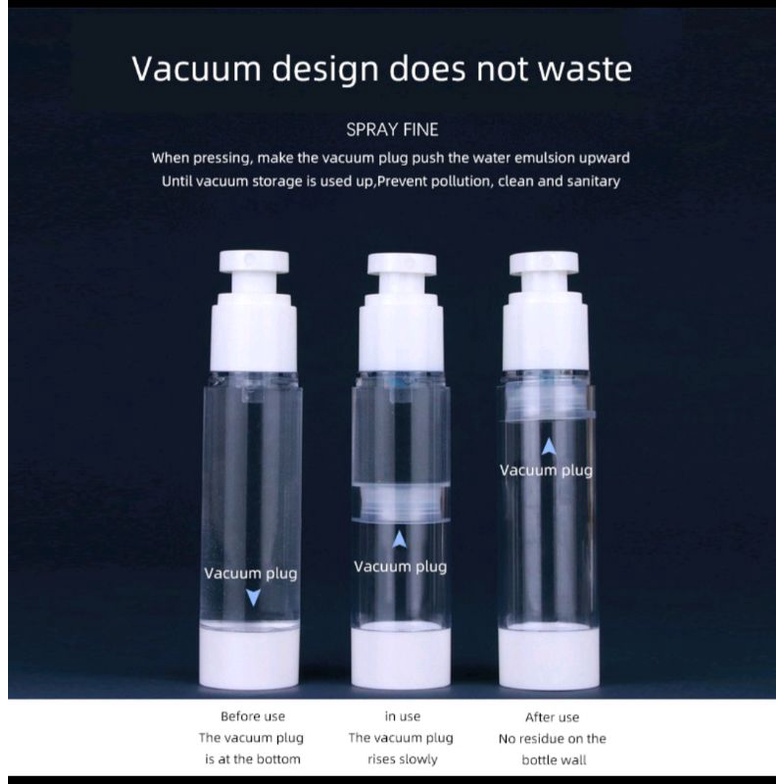 Vacuum design does not waste
SPRAY FINE
When pressing, make the vacuum plug push the water emulsion upward
Until vacuum storage is used up,Prevent pollution, clean and sanitary
Vacuum plug
Vacuum plug
Vacuum plug
Before use
The vacuum plug
is at the bottom
in use
The vacuum plug
rises slowly
After use
No residue on the
bottle wall